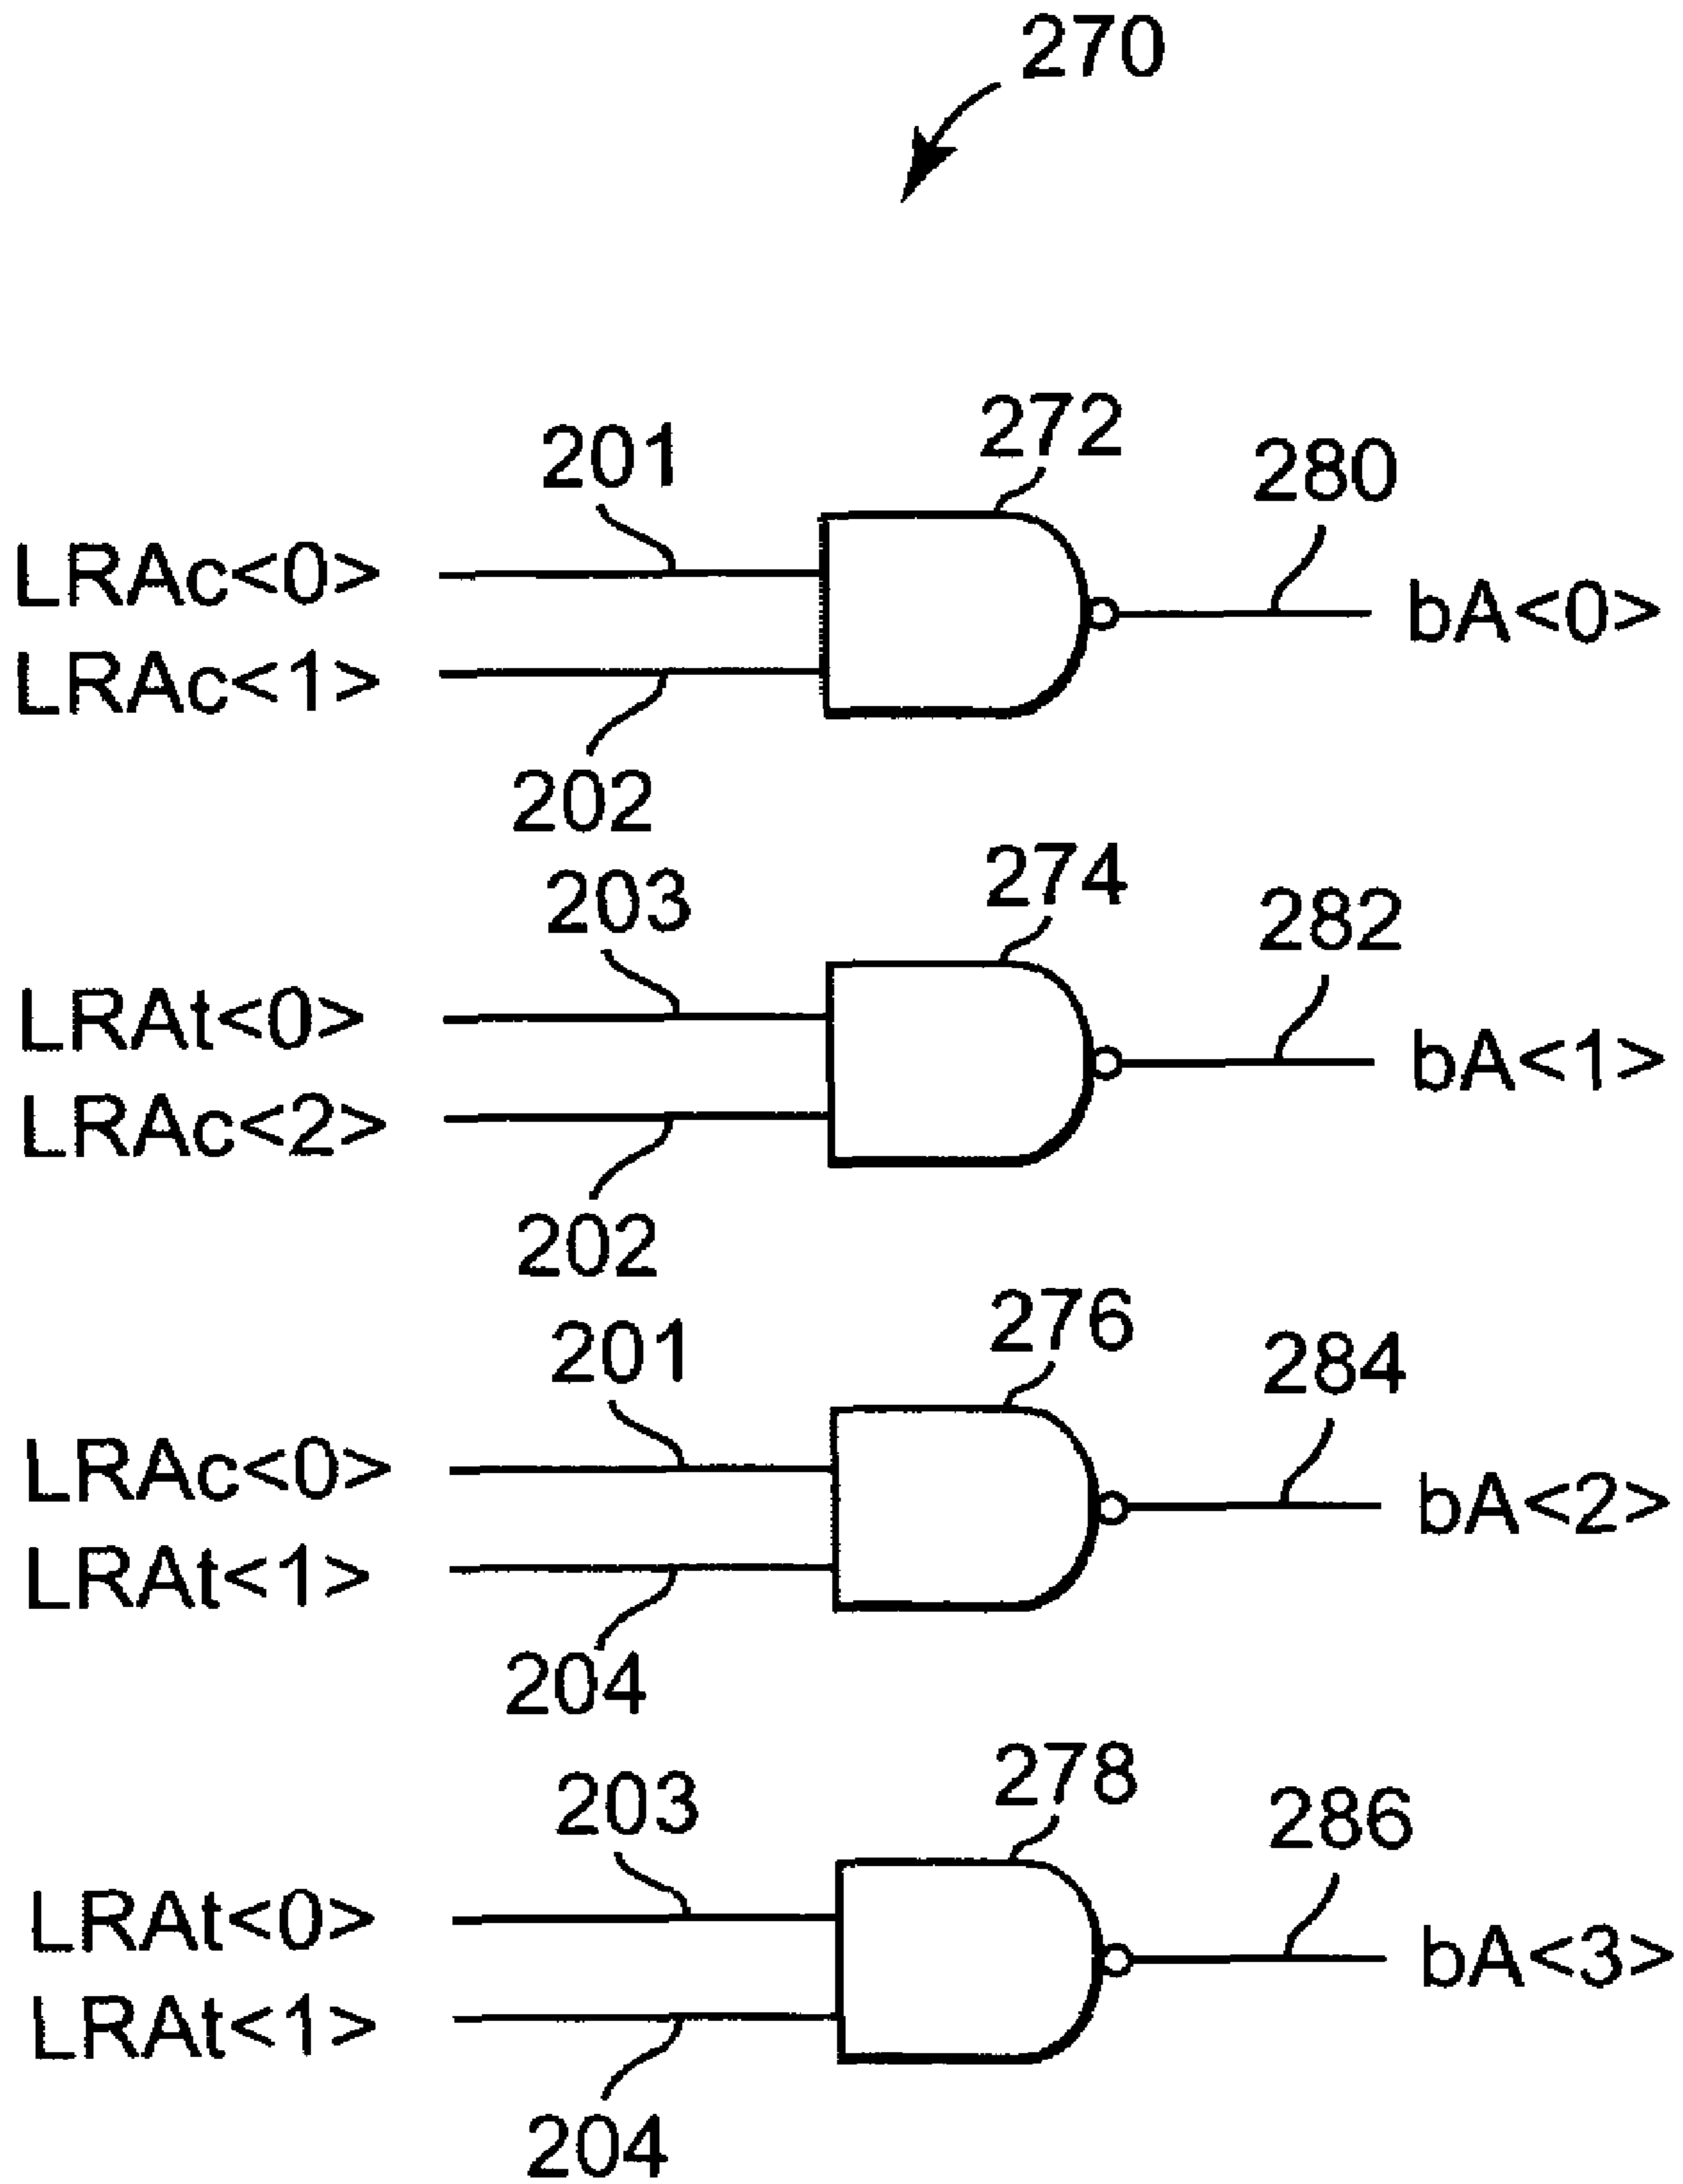 270
272
201
280
LRAc<0>
bA<0>
LRAc<1>
202
274
203
282
LRAt<0>
bA<1>
LRAc<2>
202
276
201
284
LRAc<0>
bA<2>
LRAt<1>
204
278
203
286
LRAt<0>
bA<3>
LRAt<1>
204